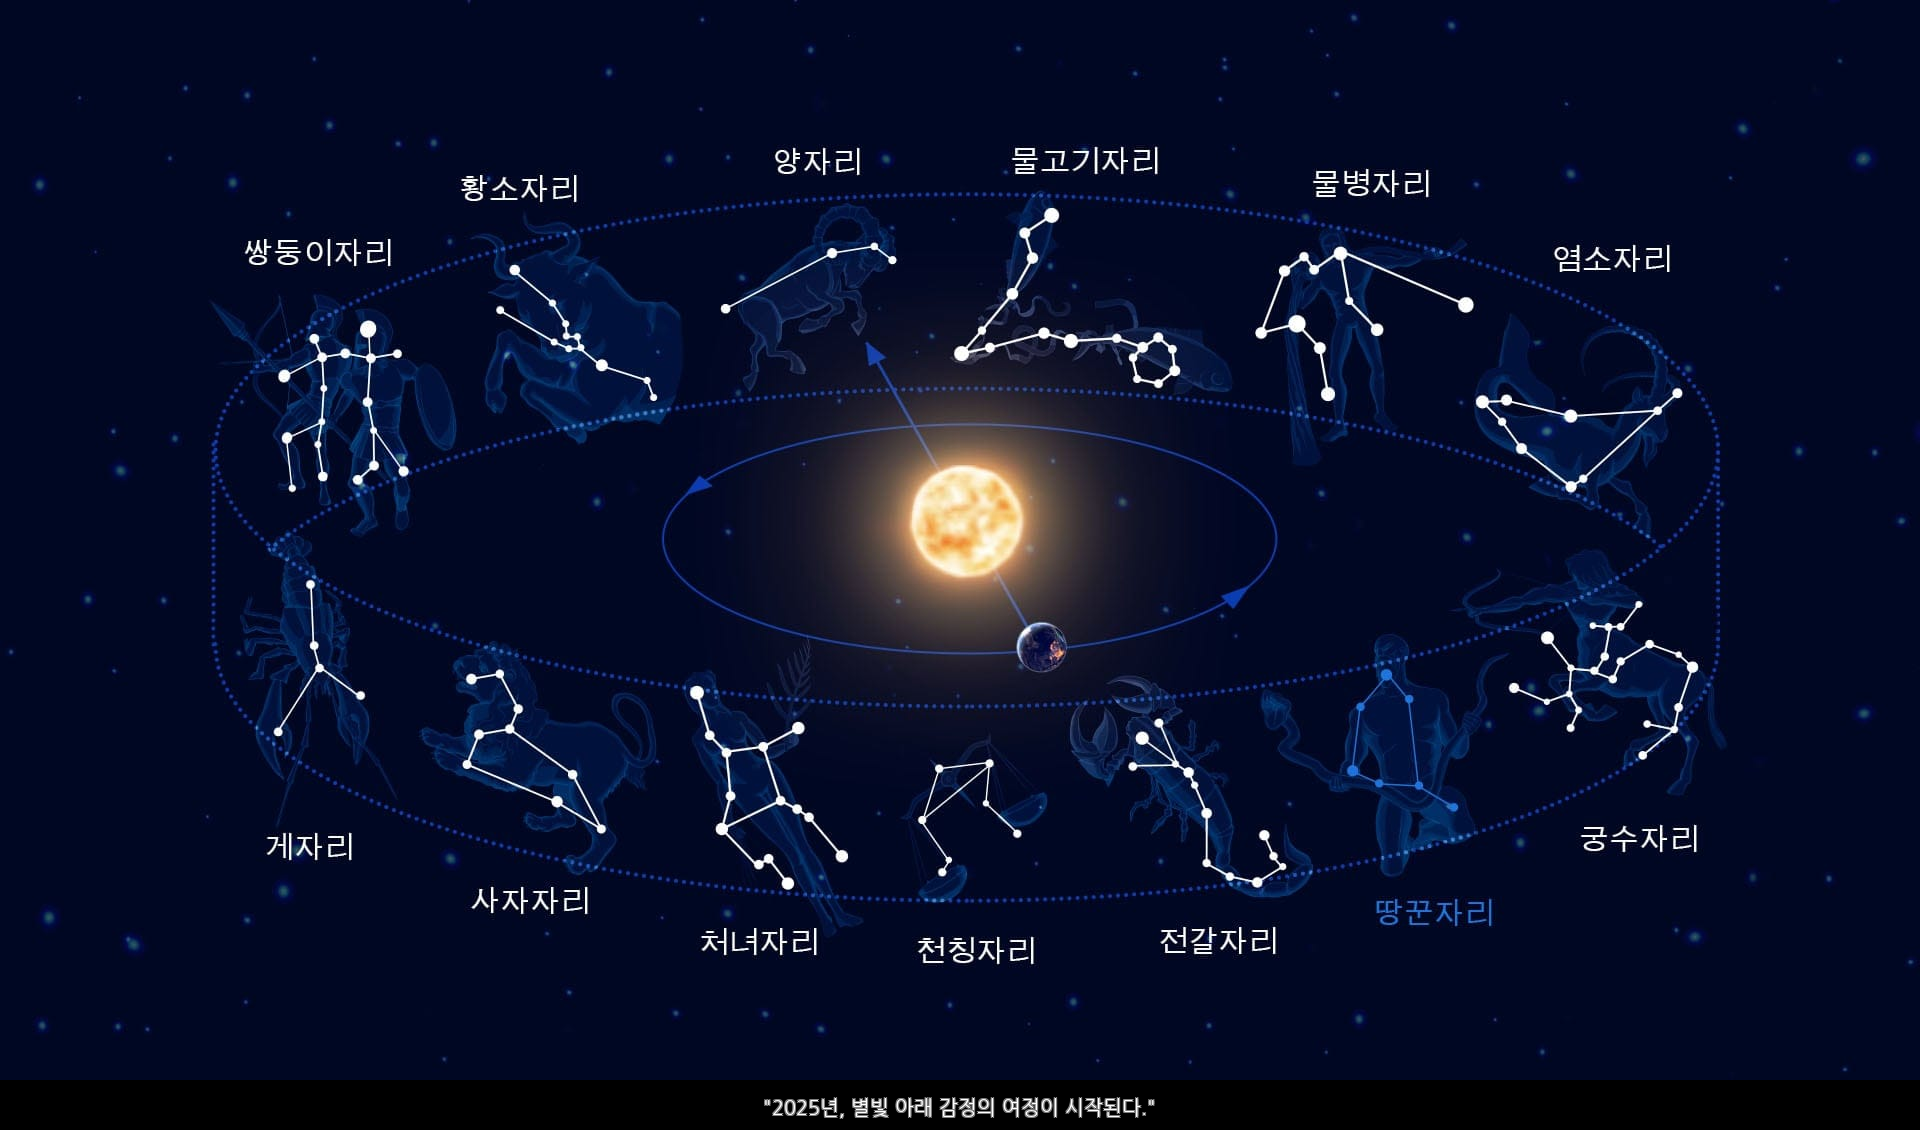 양자리
물고기자리
황소자리
물병자리
쌍둥이자리
염소자리
게자리
궁수자리
사자자리
땅꾼자리
처녀자리
천칭자리
전갈자리
"2025년, 별빛 아래 감정의 여정이 시작된다."